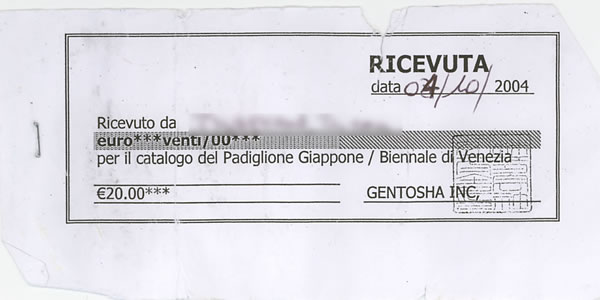 RICEVUTA
data 04/10/ 2004
Ricevuto da
euro***venti/00***
per il catalogo del Padiglione Giappone / Biennale di Venezia
€20.00*** GENTOSHA INC,